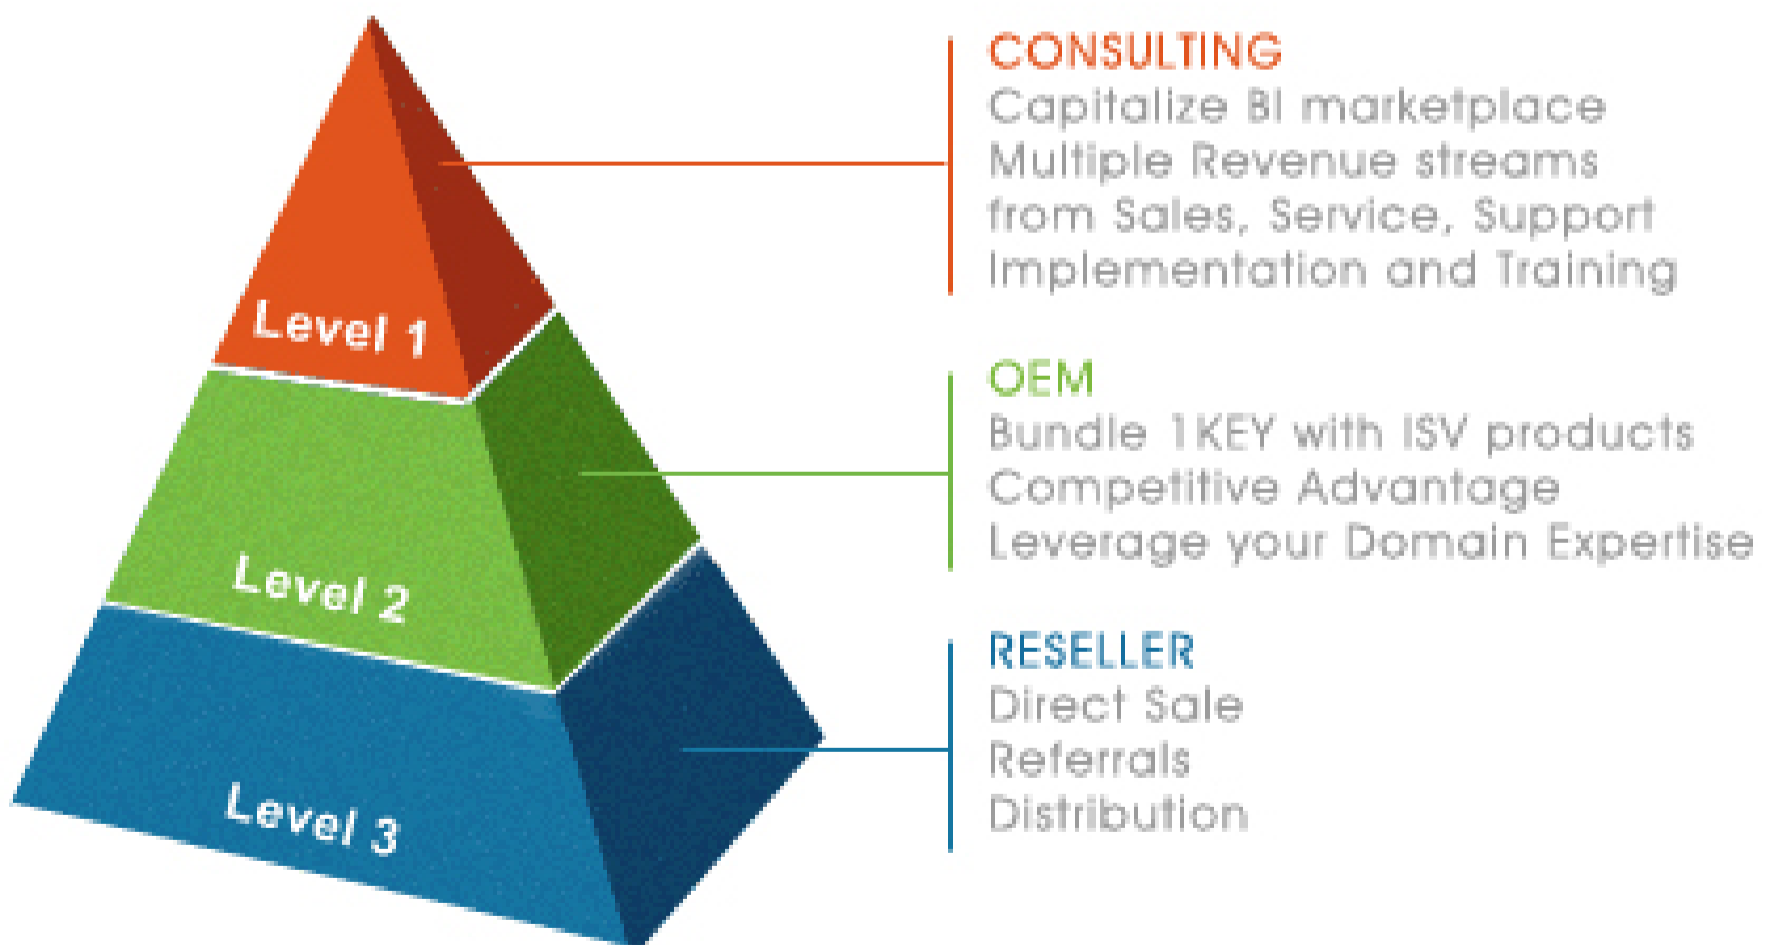 CONSULTING
Capitalize BI marketplace
Multiple Revenue streams
from Sales, Service, Support
Implementation and Training
Level 1
OEM
Bundle 1KEY with ISV products
Competitive Advantage
Leverage your Domain Expertise
Level 2
RESELLER
Direct Sale
Referrals
Distribution
Level 3